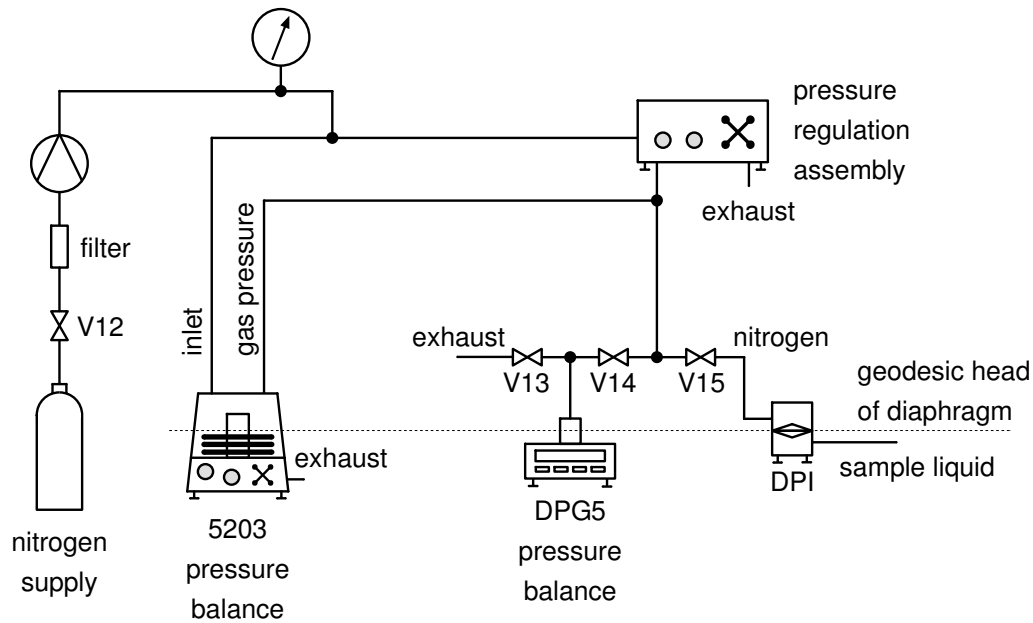 pressure
regulation
assembly
exhaust
filter
gas pressure
inlet
V12
exhaust
nitrogen
V13
V14
V15
geodesic head
of diaphragm
exhaust
sample liquid
DPI
nitrogen
supply
5203
pressure
balance
DPG5
pressure
balance